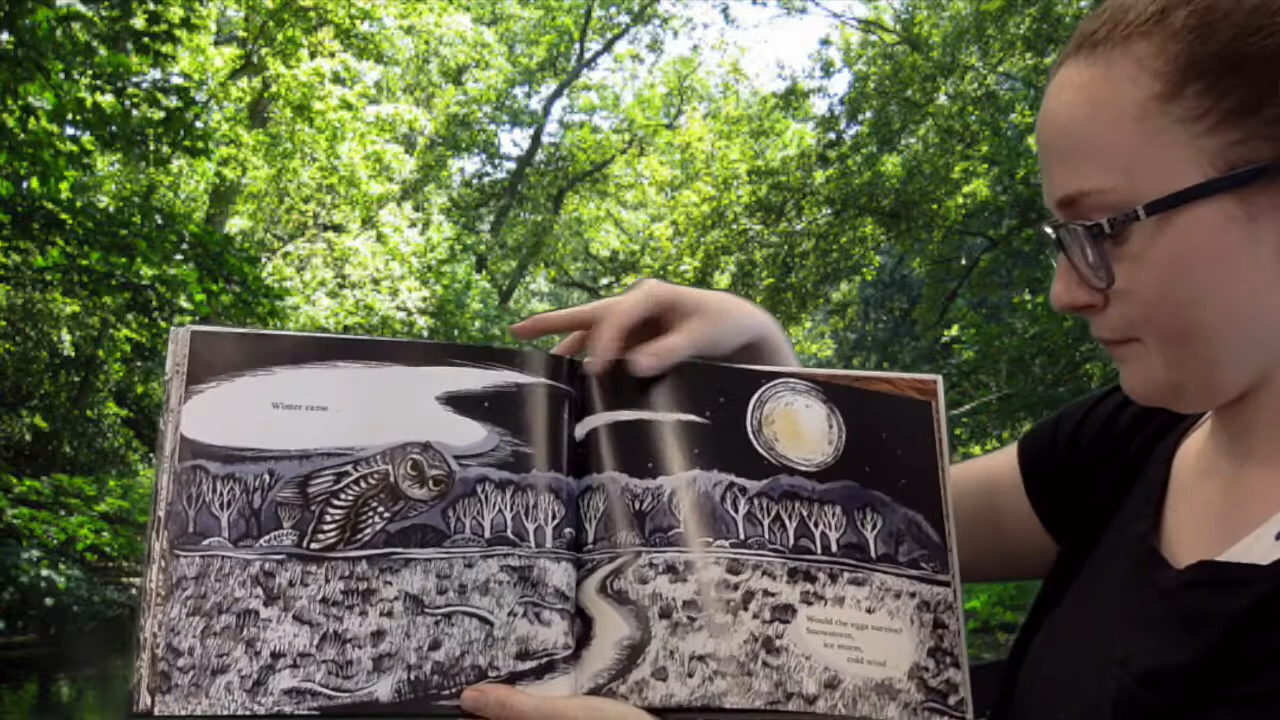 Winter came
Would the eggs survive?
Snowstorm,
ice storm,
cold wind